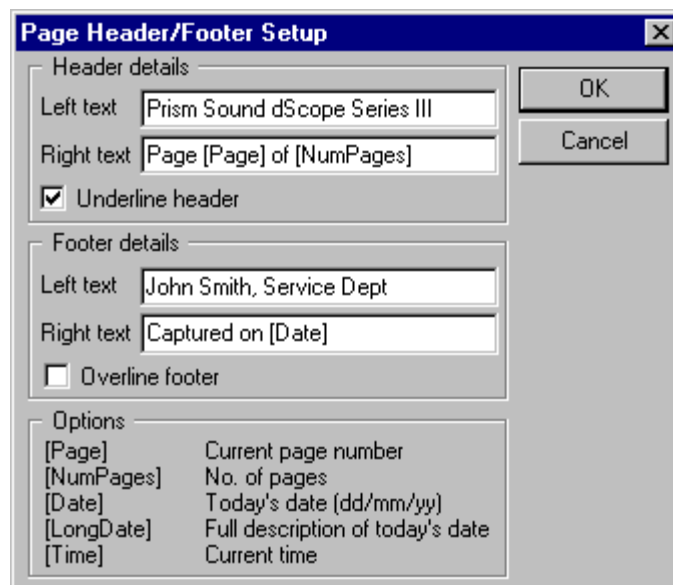 Page Header/Footer Setup
Header details
Left text Prism Sound dScope Series III
Right text Page [Page] of [NumPages]
Underline header
OK
Cancel
Footer details
Left text John Smith, Service Dept
Right text Captured on [Date]
Overline footer
Options
[Page] Current page number
[NumPages] No. of pages
[Date] Today's date (dd/mm/yy)
[LongDate] Full description of today's date
[Time] Current time